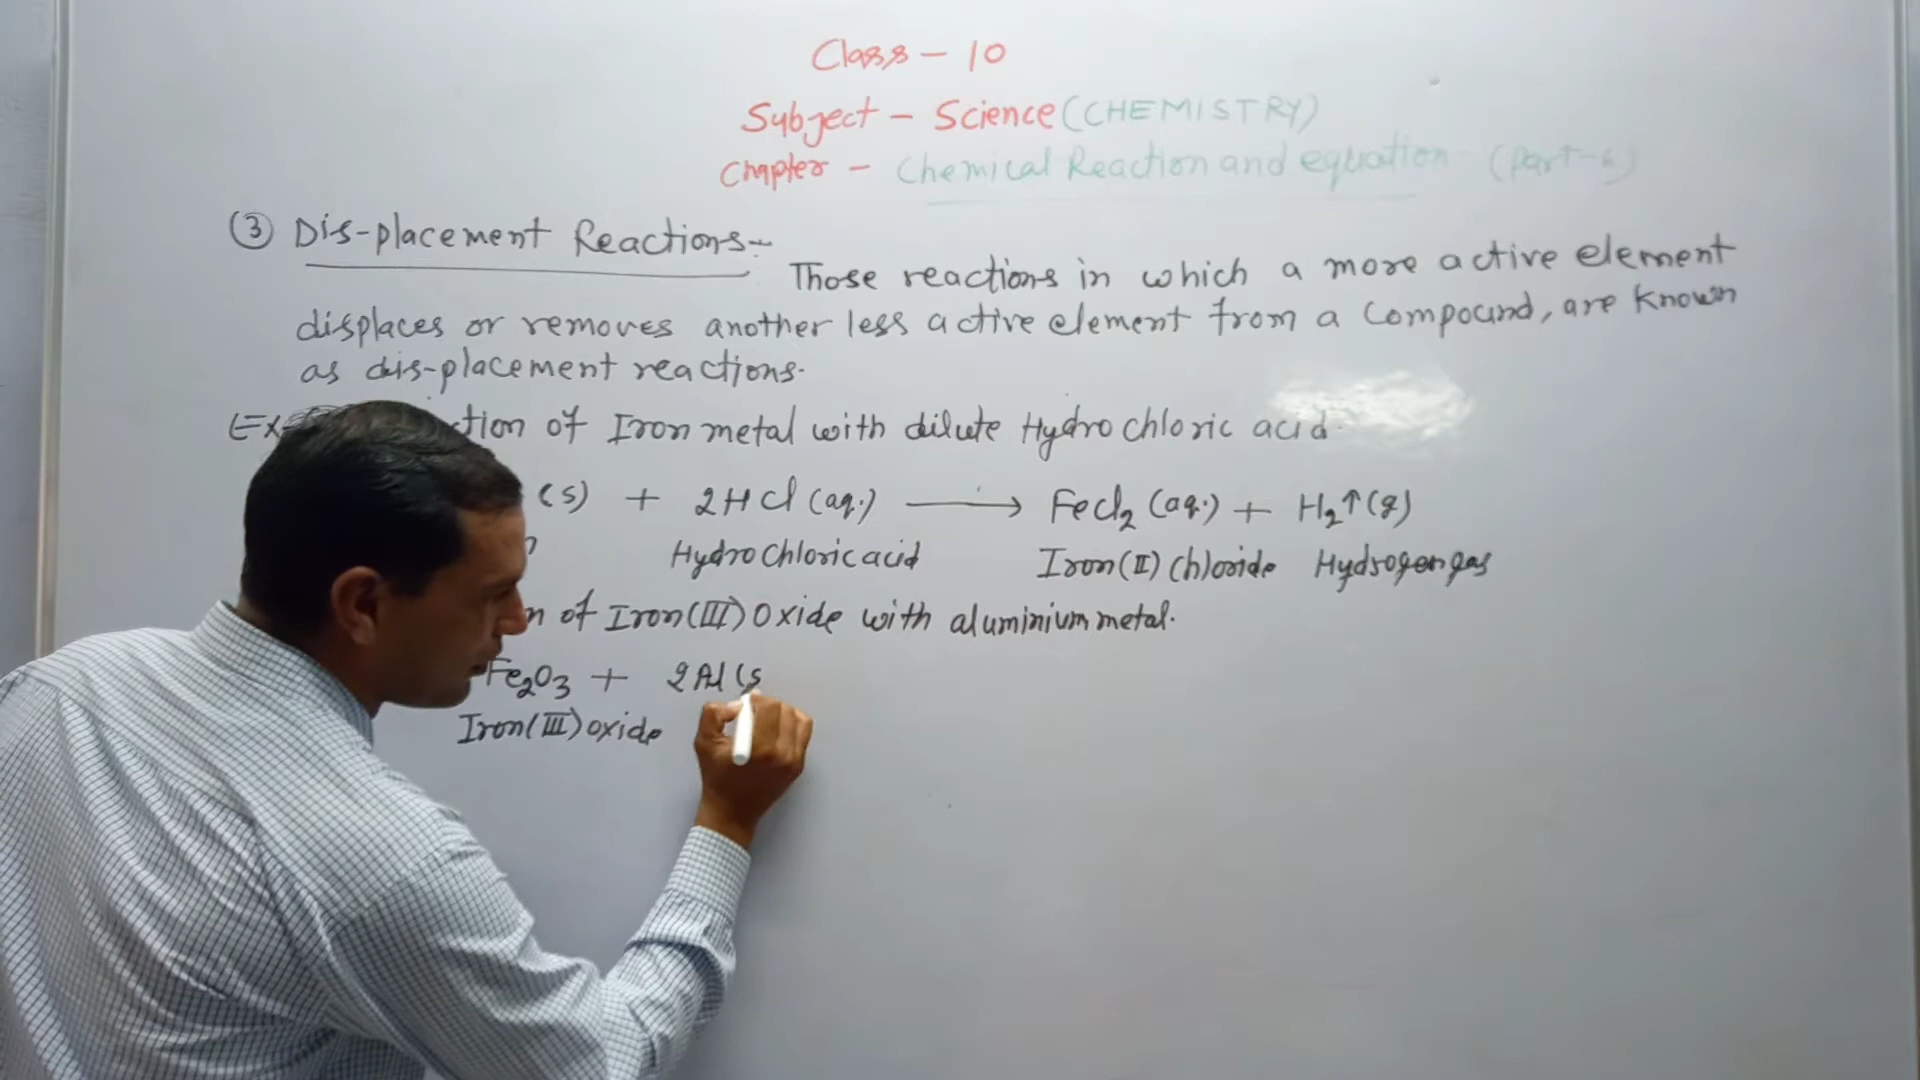 Class - 10
Subject - Science (CHEMISTRY)
Chapter - Chemical Reaction and equation (Part-6)
③ Dis-placement Reactions:-
Those reactions in which a more active element
displaces or removes another less active element from a compound, are known
as dis-placement reactions.
Ex of Iron metal with dilute Hydrochloric acid.
(s) + 2HCl (aq.) ⟶ FeCl₂ (aq.) + H₂↑(g)
Hydrochloric acid Iron(II) Chloride Hydrogen gas
of Iron(III) Oxide with aluminium metal.
Fe₂O₃ + 2Al (s
Iron(III) oxide